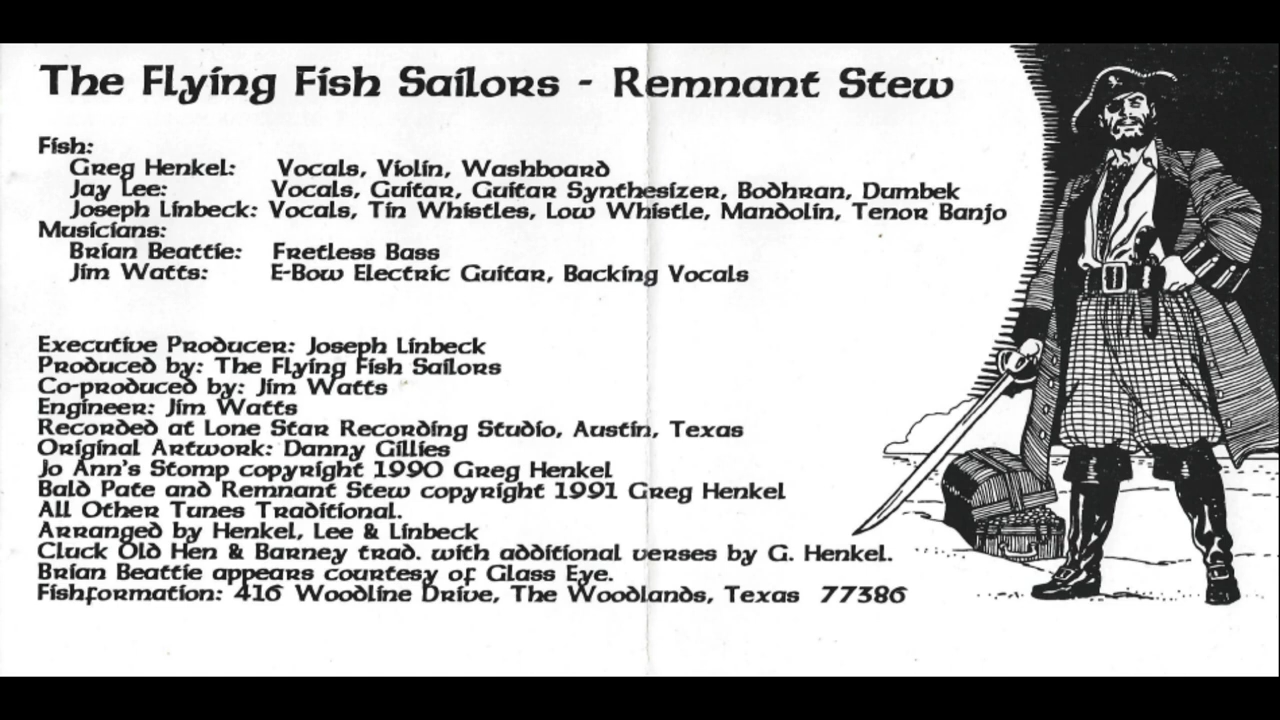 The Flying Fish Sailors - Remnant Stew
Fish:
Greg Henkel: Vocals, Violin, Washboard
Jay Lee: Vocals, Guitar, Guitar Synthesizer, Bodhran, Dumbek
Joseph Linbeck: Vocals, Tin Whistles, Low Whistle, Mandolin, Tenor Banjo
Musicians:
Brian Beattie: Fretless Bass
Jim Watts: E-Bow Electric Guitar, Backing Vocals
Executive Producer: Joseph Linbeck
Produced by: The Flying Fish Sailors
Co-produced by: Jim Watts
Engineer: Jim Watts
Recorded at Lone Star Recording Studio, Austin, Texas
Original Artwork: Danny Gillies
Jo Ann's Stomp copyright 1990 Greg Henkel
Bald Pate and Remnant Stew copyright 1991 Greg Henkel
All Other Tunes Traditional.
Arranged by Henkel, Lee & Linbeck
Cluck Old Hen & Barney trad. with additional verses by G. Henkel.
Brian Beattie appears courtesy of Glass Eye.
Fishformation: 416 Woodline Drive, The Woodlands, Texas 77386